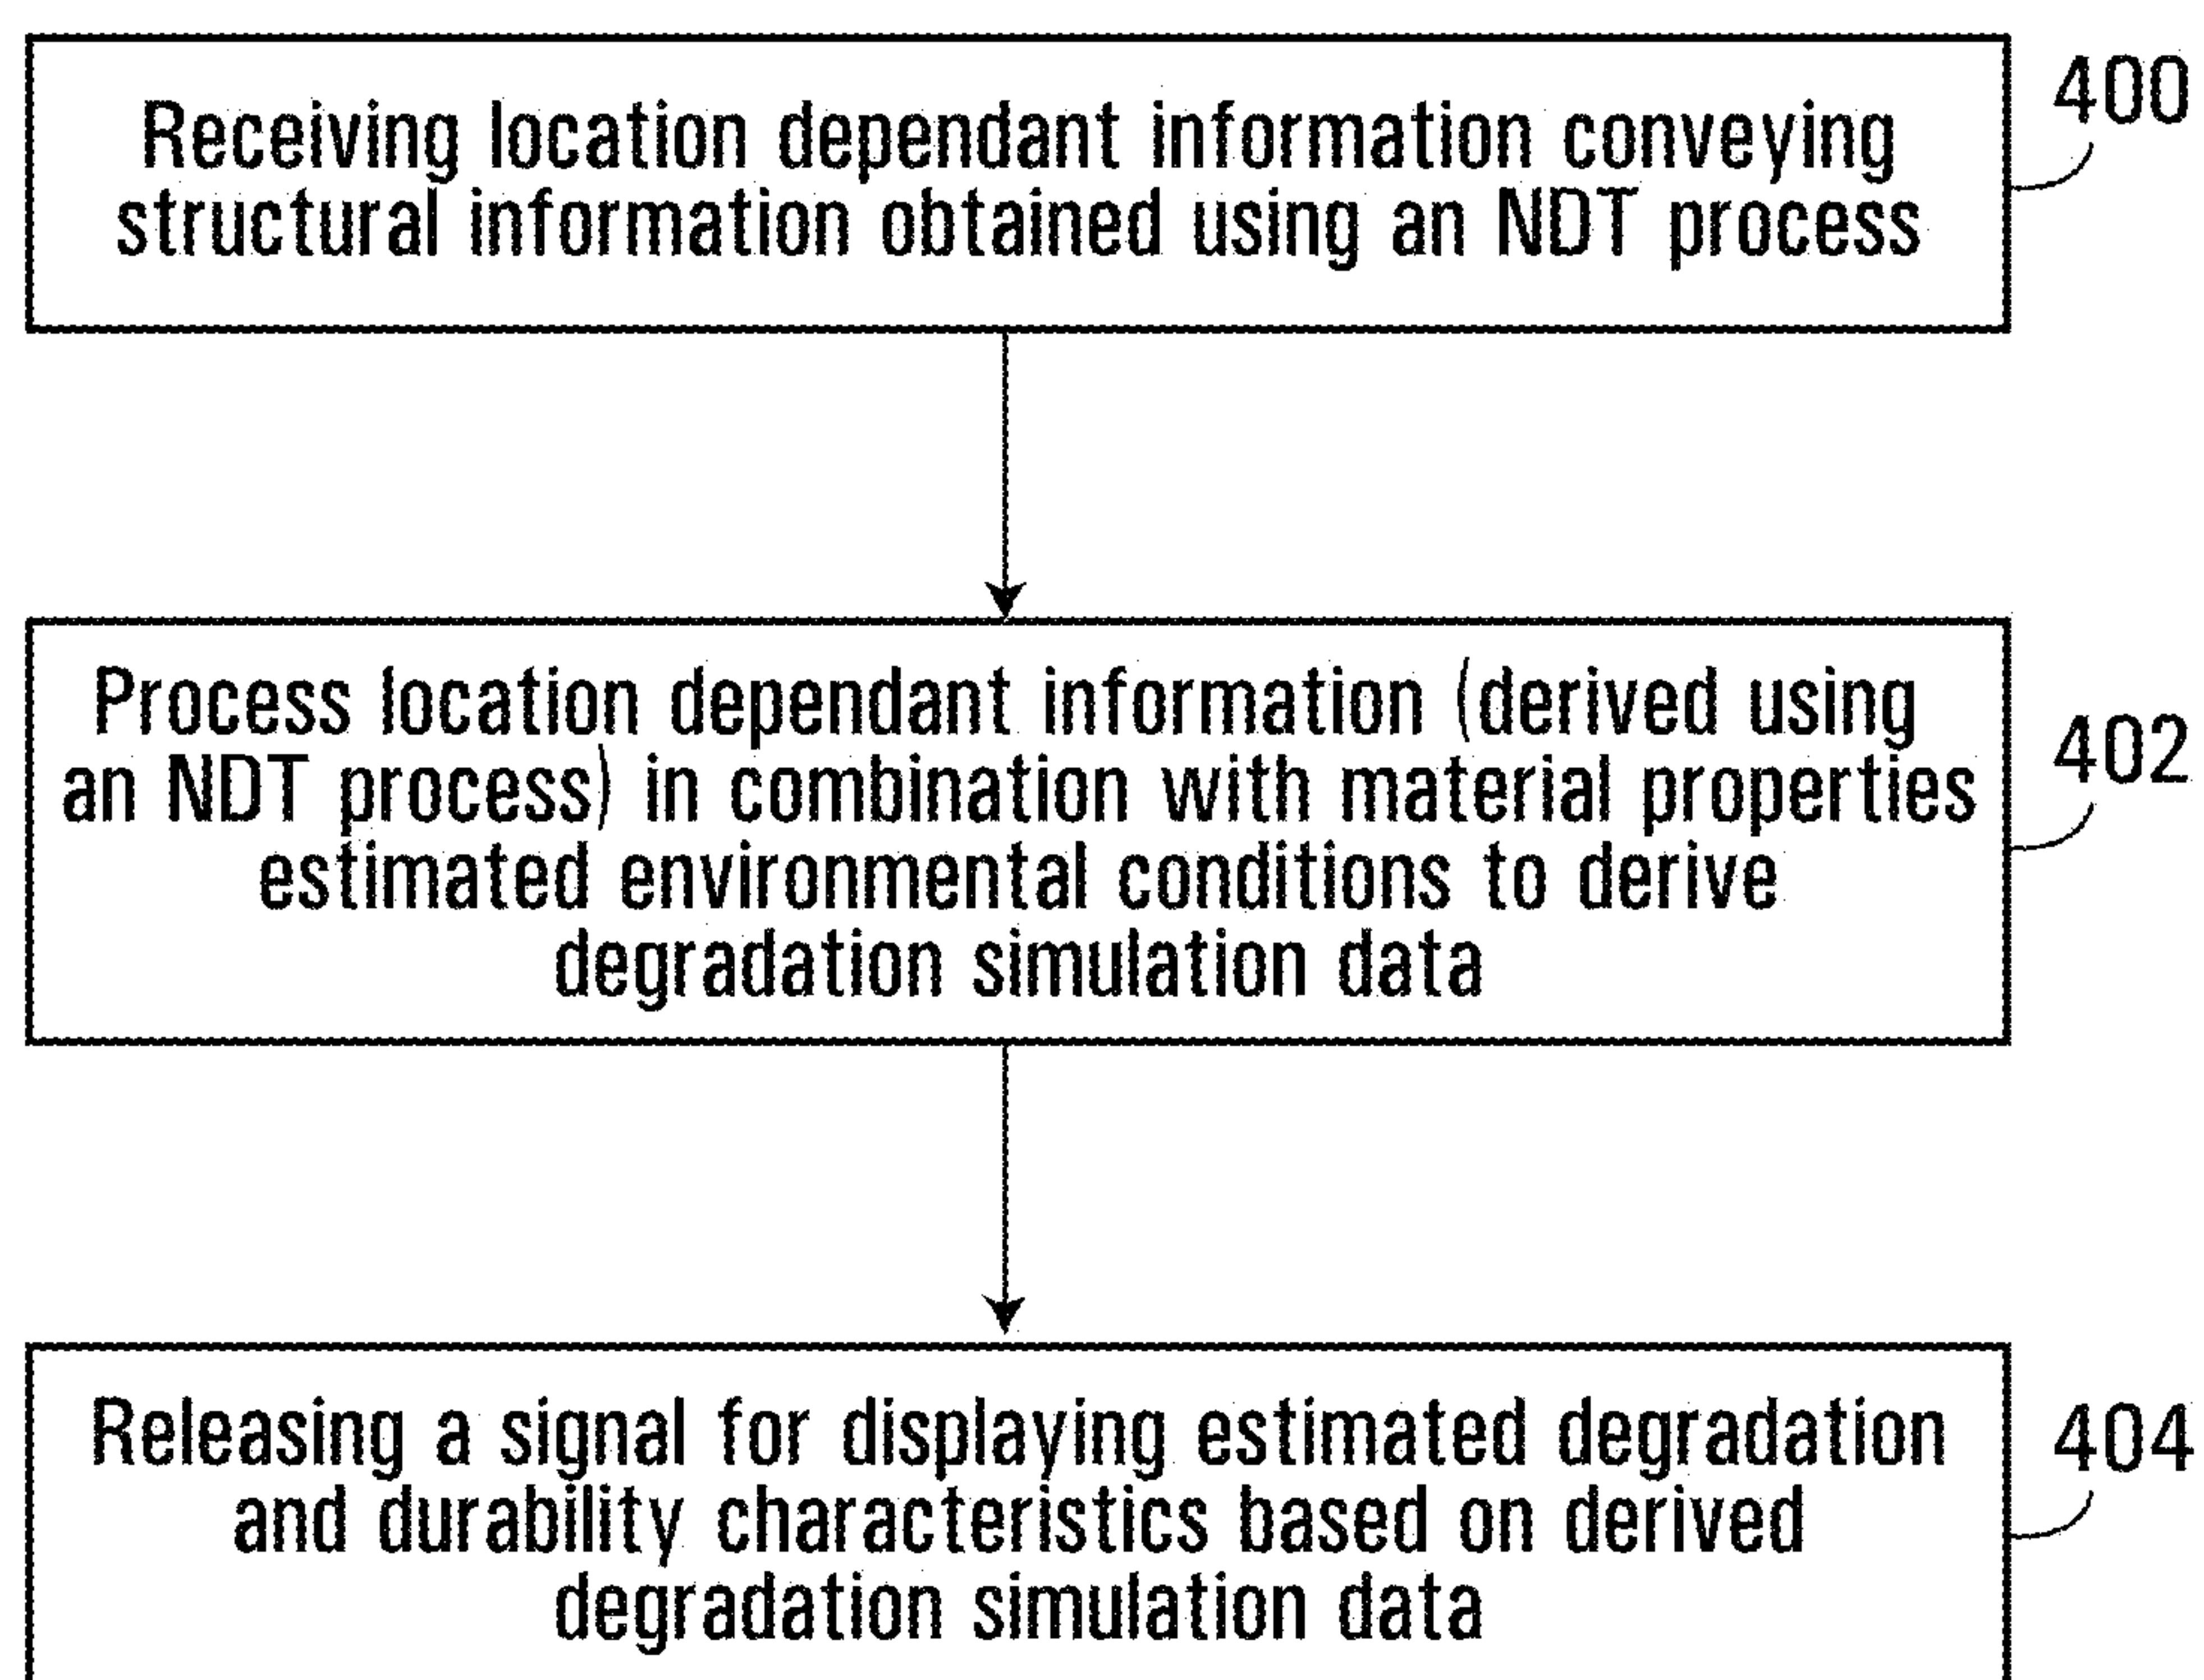 Receiving location dependant information conveying
structural information obtained using an NDT process
400
Process location dependant information (derived using
an NDT process) in combination with material properties
estimated environmental conditions to derive
degradation simulation data
402
Releasing a signal for displaying estimated degradation
and durability characteristics based on derived
degradation simulation data
404